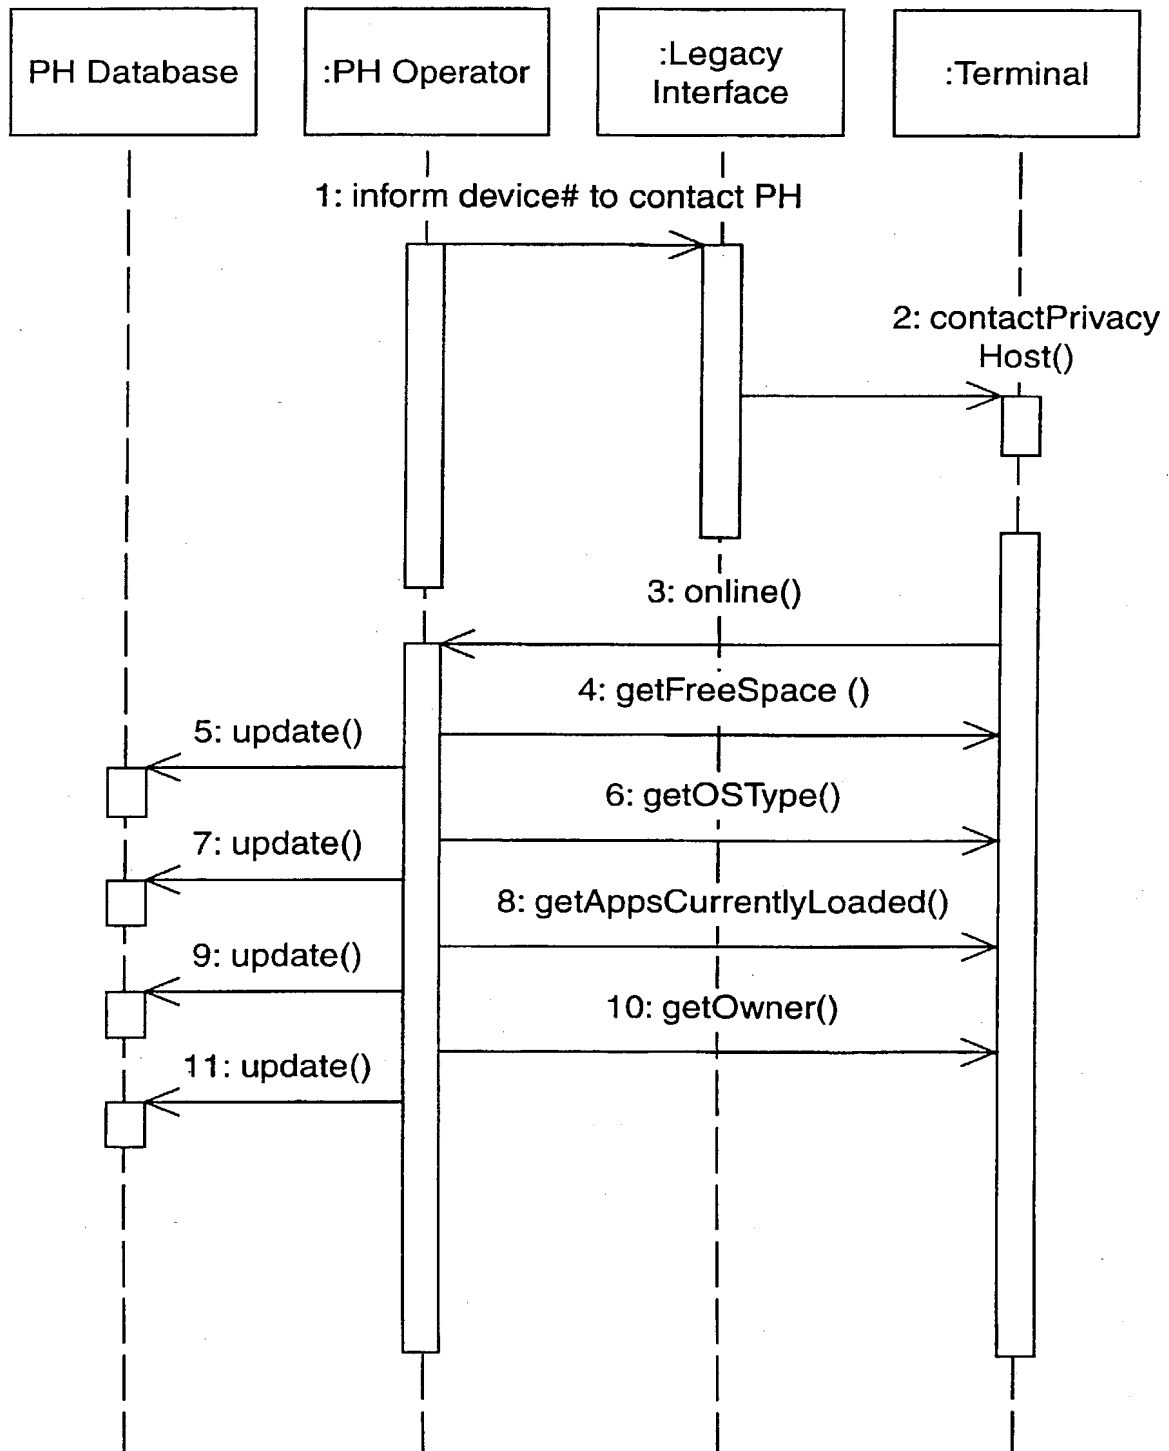 PH Database
:PH Operator
:Legacy
Interface
:Terminal
1: inform device# to contact PH
2: contactPrivacy
Host()
3: online()
4: getFreeSpace ()
5: update()
6: getOSType()
7: update()
8: getAppsCurrentlyLoaded()
9: update()
10: getOwner()
11: update()